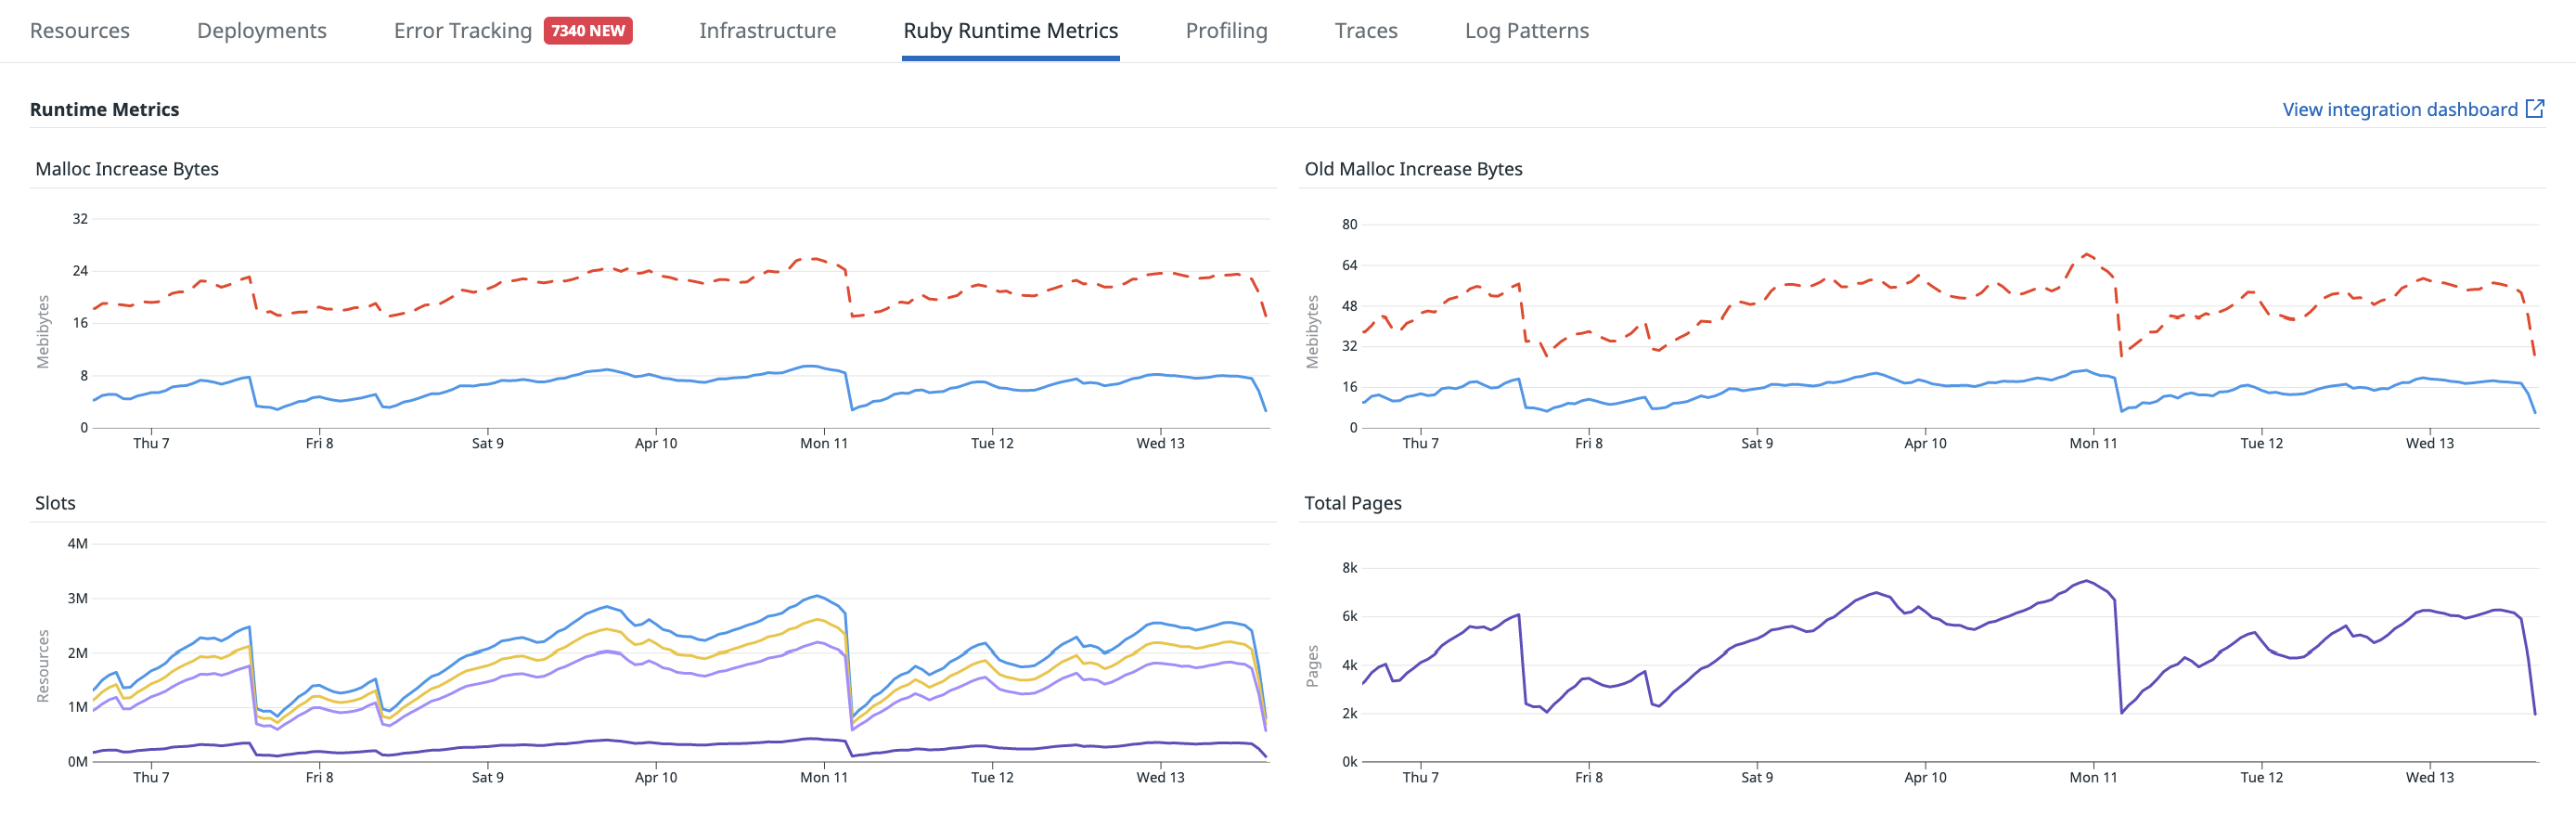 Resources Deployments Error Tracking 7340 NEW Infrastructure Ruby Runtime Metrics Profiling Traces Log Patterns
Runtime Metrics View integration dashboard
Malloc Increase Bytes
Mebibytes
32
24
16
8
0
Thu 7 Fri 8 Sat 9 Apr 10 Mon 11 Tue 12 Wed 13
Old Malloc Increase Bytes
Mebibytes
80
64
48
32
16
0
Thu 7 Fri 8 Sat 9 Apr 10 Mon 11 Tue 12 Wed 13
Slots
Resources
4M
3M
2M
1M
0M
Thu 7 Fri 8 Sat 9 Apr 10 Mon 11 Tue 12 Wed 13
Total Pages
Pages
8k
6k
4k
2k
0k
Thu 7 Fri 8 Sat 9 Apr 10 Mon 11 Tue 12 Wed 13